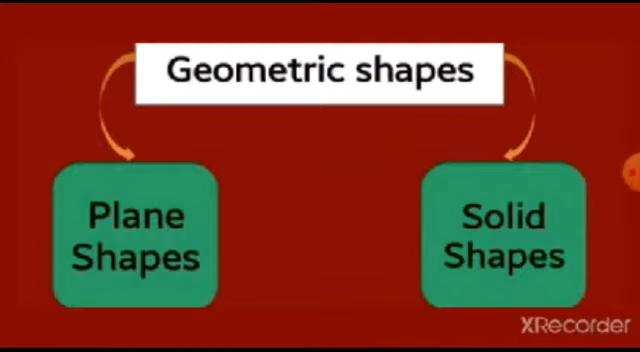 Geometric shapes
Plane
Shapes
Solid
Shapes
XRecorder